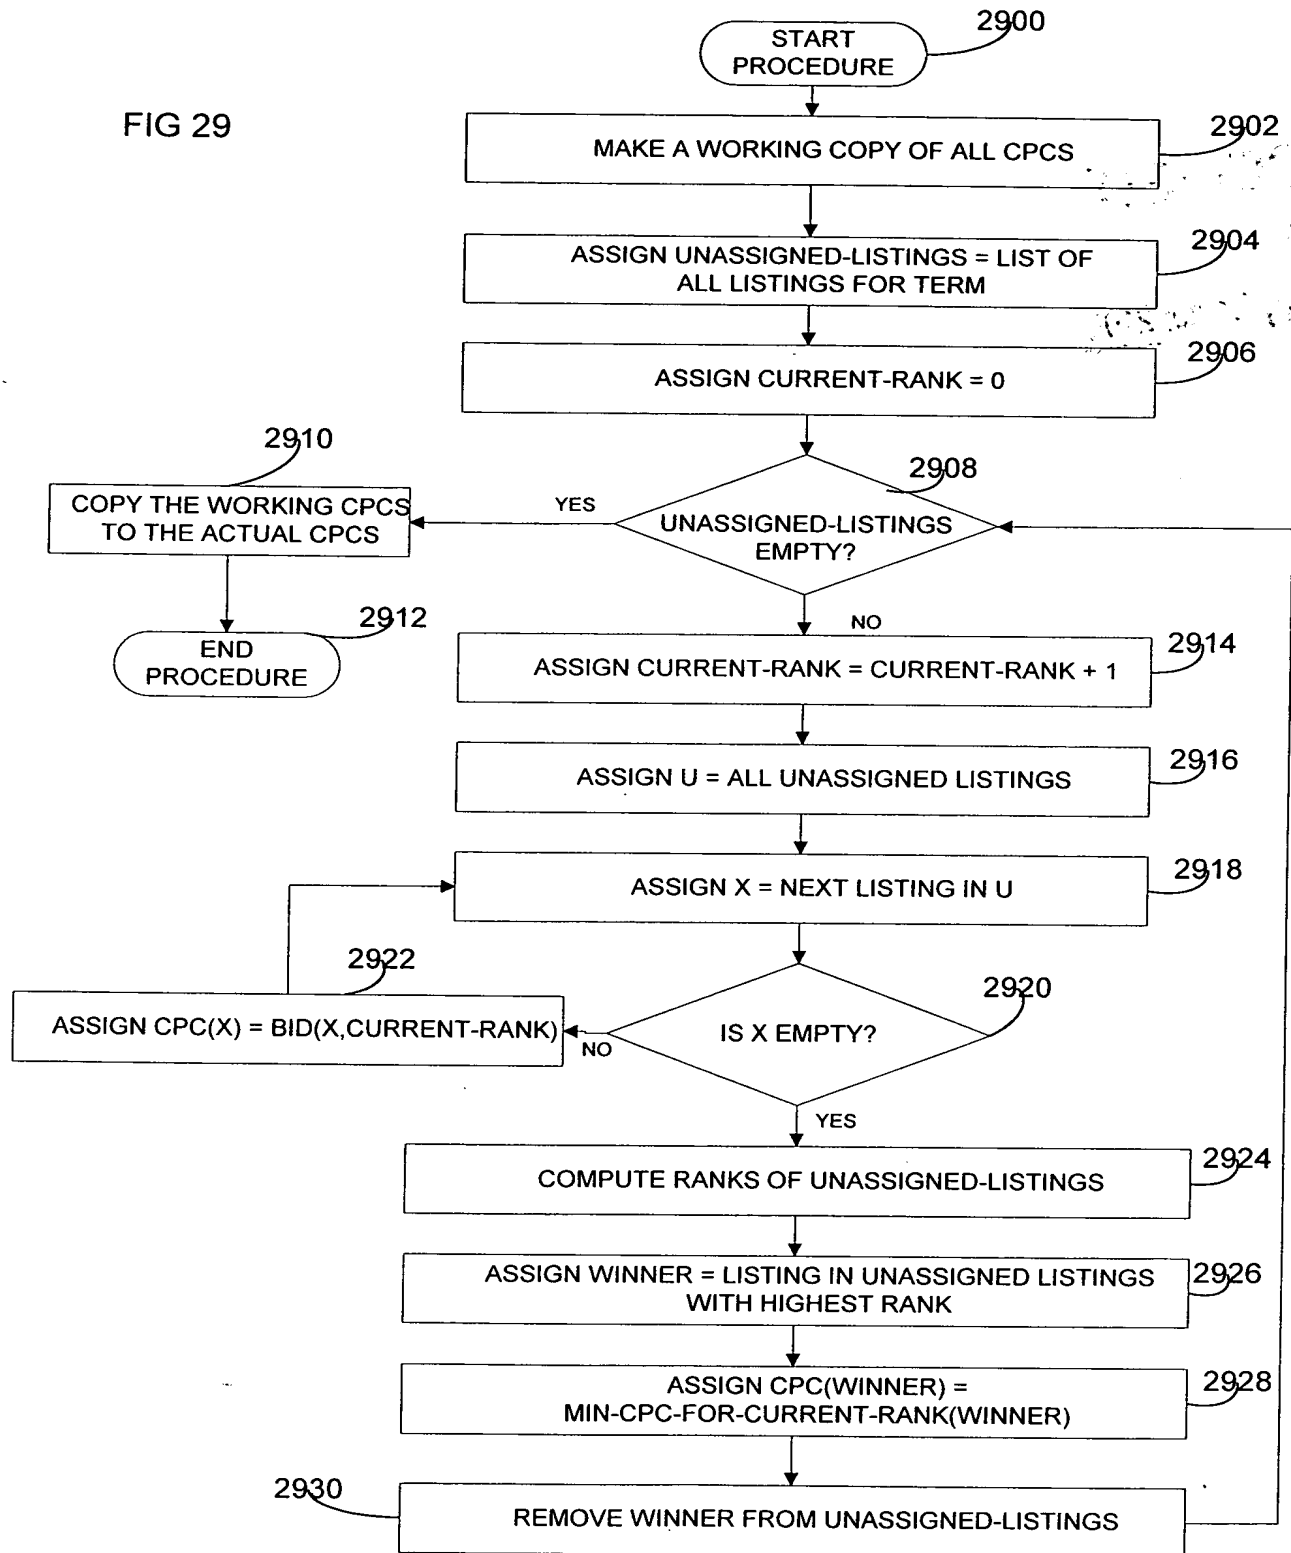 START
PROCEDURE
2900
FIG 29
MAKE A WORKING COPY OF ALL CPCS
2902
ASSIGN UNASSIGNED-LISTINGS = LIST OF
ALL LISTINGS FOR TERM
2904
ASSIGN CURRENT-RANK = 0
2906
2910
COPY THE WORKING CPCS
TO THE ACTUAL CPCS
YES
2908
UNASSIGNED-LISTINGS
EMPTY?
NO
2912
END
PROCEDURE
ASSIGN CURRENT-RANK = CURRENT-RANK + 1
2914
ASSIGN U = ALL UNASSIGNED LISTINGS
2916
ASSIGN X = NEXT LISTING IN U
2918
2922
ASSIGN CPC(X) = BID(X,CURRENT-RANK)
NO
IS X EMPTY?
2920
YES
COMPUTE RANKS OF UNASSIGNED-LISTINGS
2924
ASSIGN WINNER = LISTING IN UNASSIGNED LISTINGS
WITH HIGHEST RANK
2926
ASSIGN CPC(WINNER) =
MIN-CPC-FOR-CURRENT-RANK(WINNER)
2928
2930
REMOVE WINNER FROM UNASSIGNED-LISTINGS